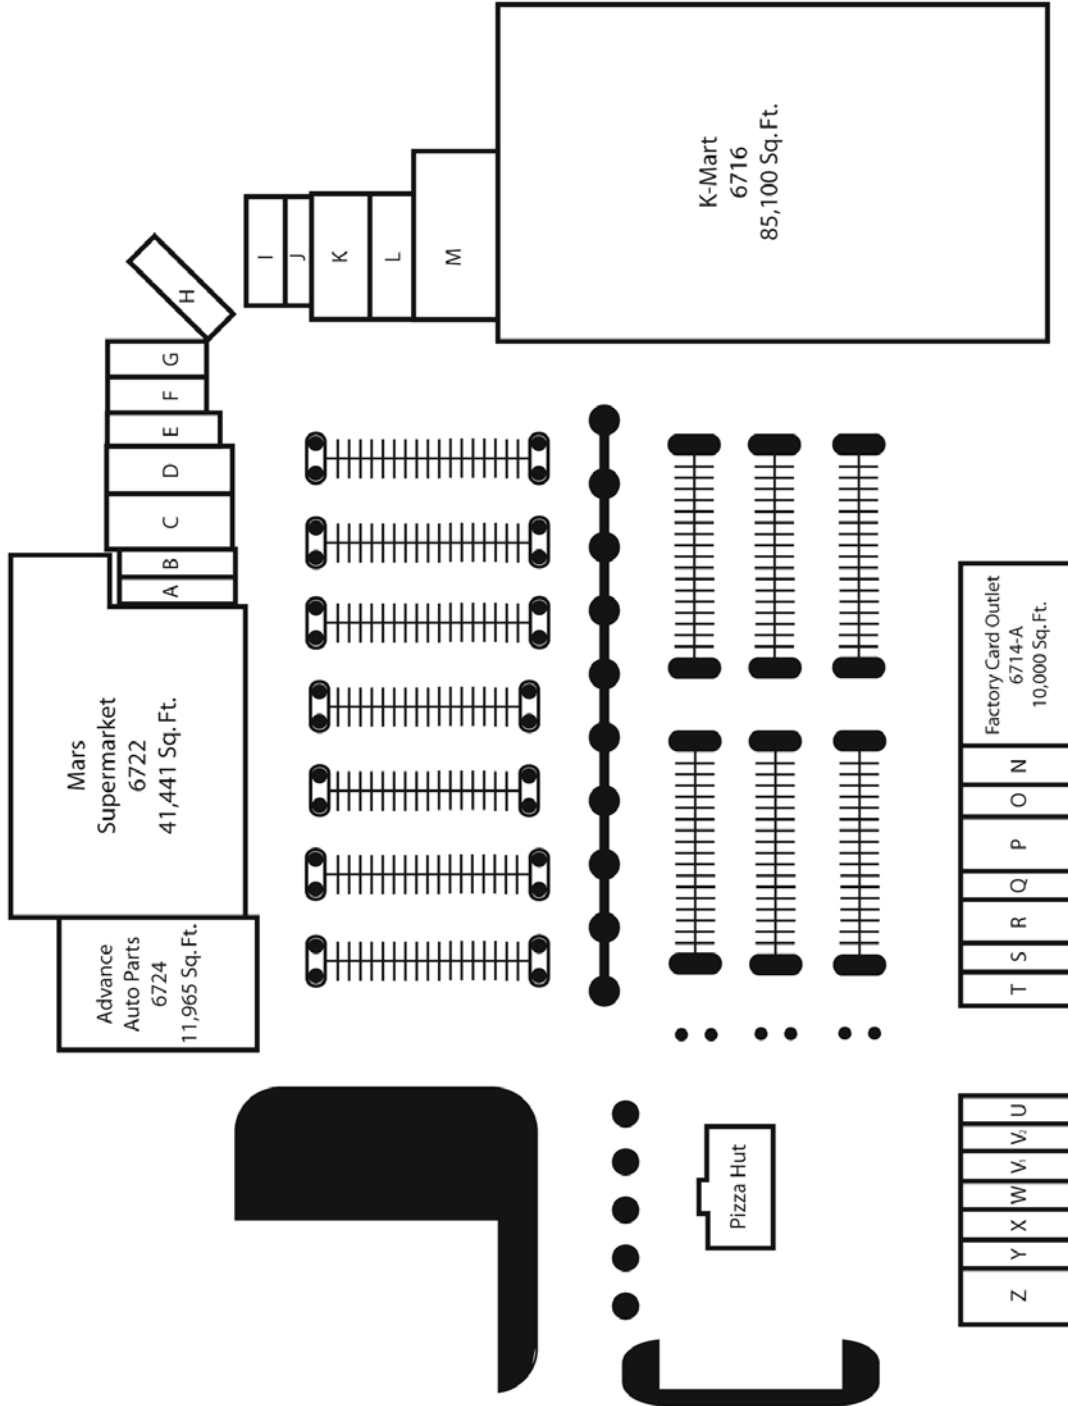 K-Mart
6716
85,100 Sq. Ft.
M
L
K
J
I
H
G
F
E
D
C
B
A
Mars
Supermarket
6722
41,441 Sq. Ft.
Advance
Auto Parts
6724
11,965 Sq. Ft.
Factory Card Outlet
6714-A
10,000 Sq. Ft.
N
O
P
Q
R
S
T
U
V2
V1
W
X
Y
Z
Pizza Hut